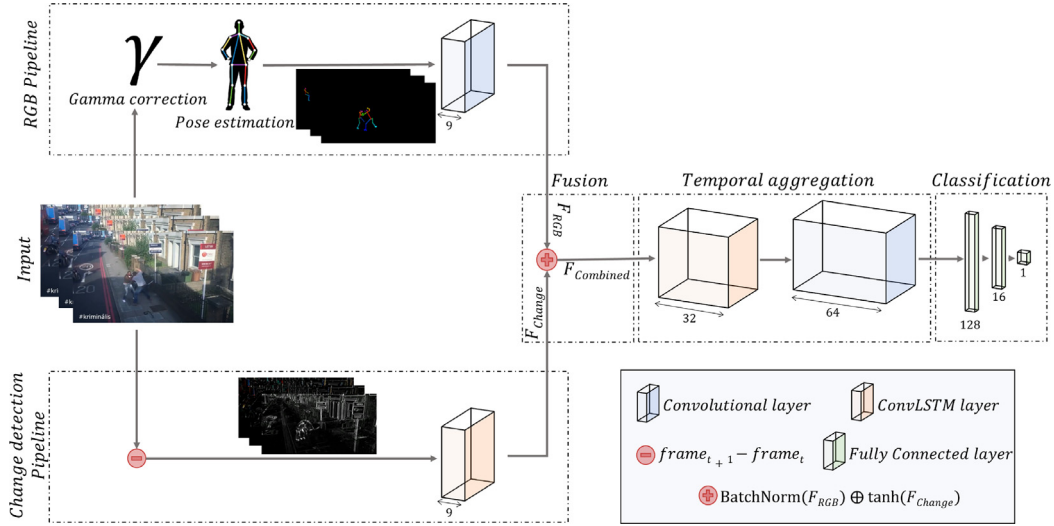 RGB Pipeline
γ
Gamma correction
Pose estimation
9
Input
#kri
#k
#kriminális
Fusion
Temporal aggregation
Classification
F_RGB
F_Combined
F_Change
32
64
128
16
1
Change detection
Pipeline
9
Convolutional layer
ConvLSTM layer
frame_t + 1 − frame_t
Fully Connected layer
BatchNorm(F_RGB) ⊕ tanh(F_Change)